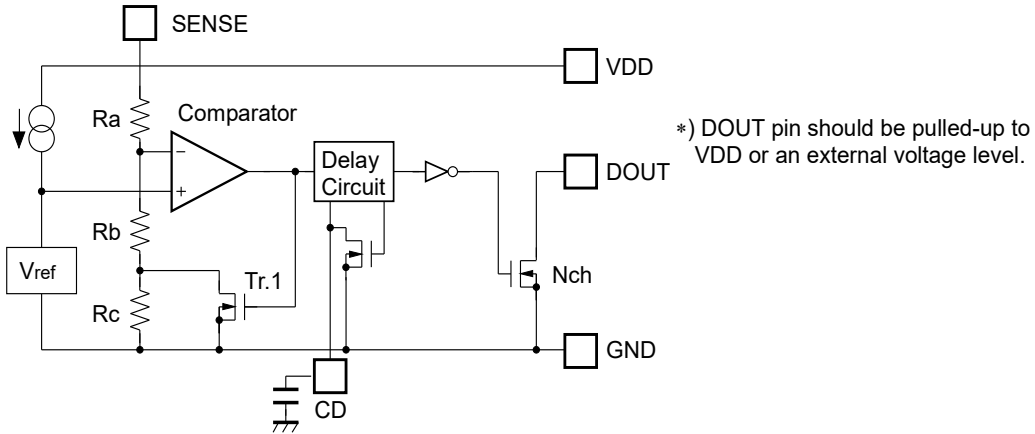 SENSE
VDD
Ra
Comparator
*) DOUT pin should be pulled-up to
VDD or an external voltage level.
−
+
Delay
Circuit
DOUT
Rb
Vref
Tr.1
Nch
Rc
GND
CD